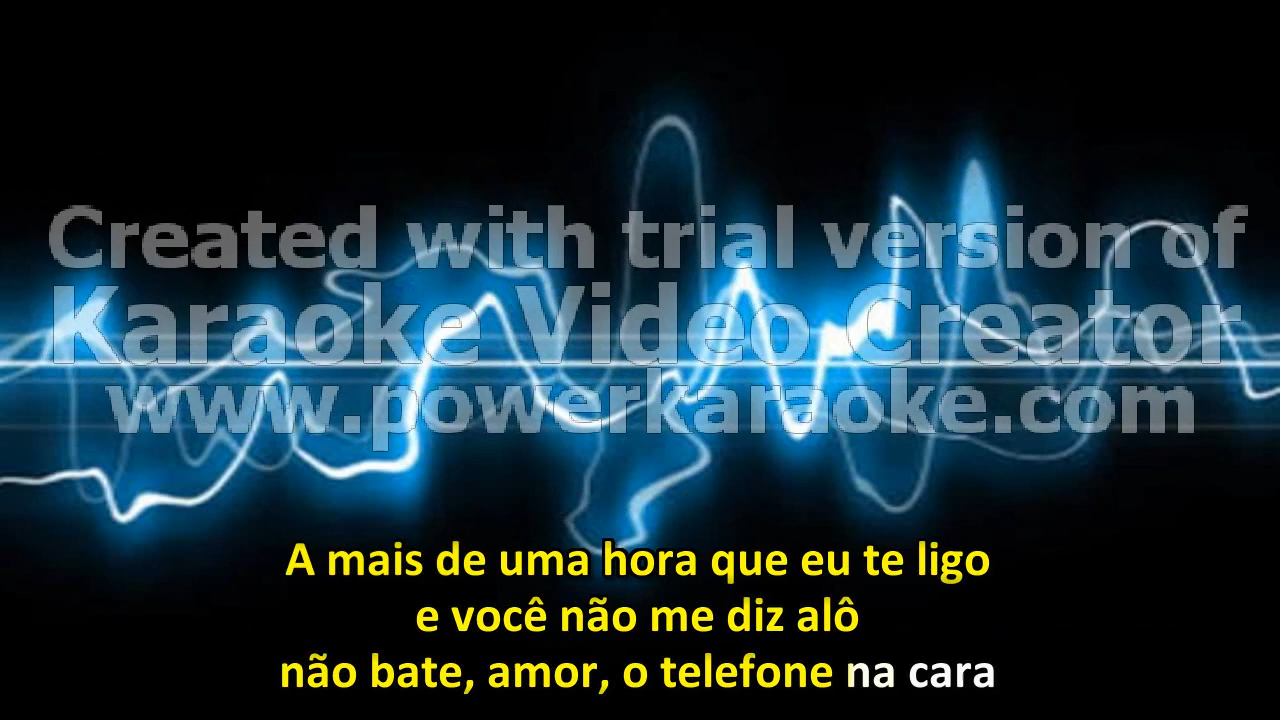 Created with trial version of
Karaoke Video Creator
www.powerkaraoke.com
A mais de uma hora que eu te ligo
e você não me diz alô
não bate, amor, o telefone na cara